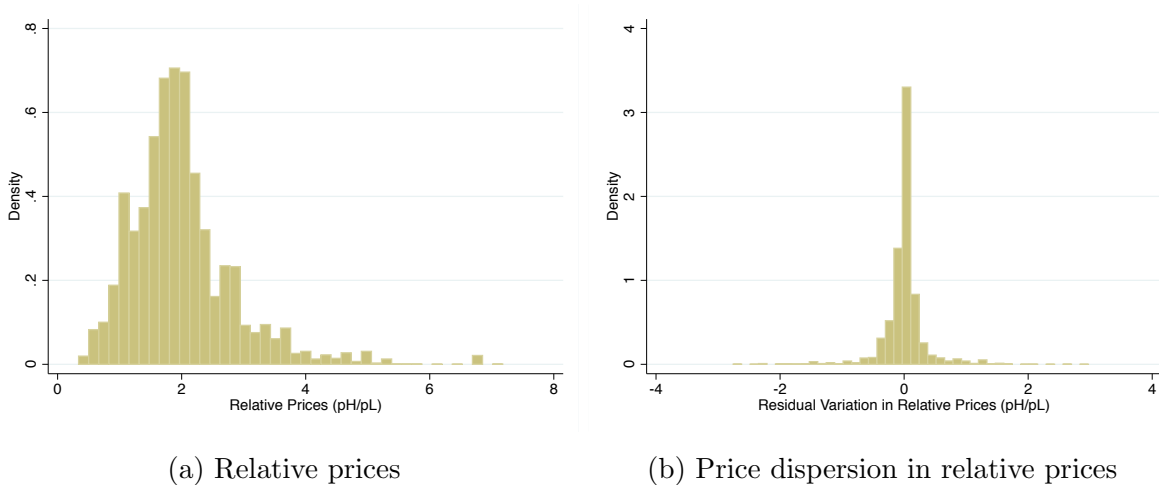 .8
.6
.4
.2
0
Density
0 2 4 6 8
Relative Prices (pH/pL)
(a) Relative prices
4
3
2
1
0
Density
-4 -2 0 2 4
Residual Variation in Relative Prices (pH/pL)
(b) Price dispersion in relative prices